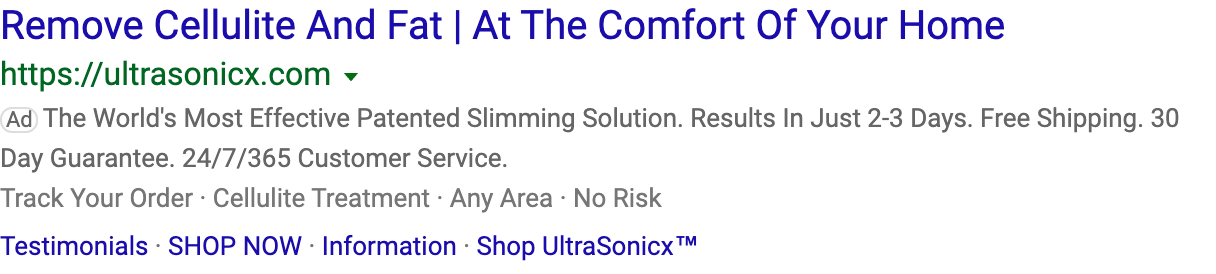 Remove Cellulite And Fat | At The Comfort Of Your Home
https://ultrasonicx.com
Ad The World's Most Effective Patented Slimming Solution. Results In Just 2-3 Days. Free Shipping. 30
Day Guarantee. 24/7/365 Customer Service.
Track Your Order · Cellulite Treatment · Any Area · No Risk
Testimonials · SHOP NOW · Information · Shop UltraSonicx™